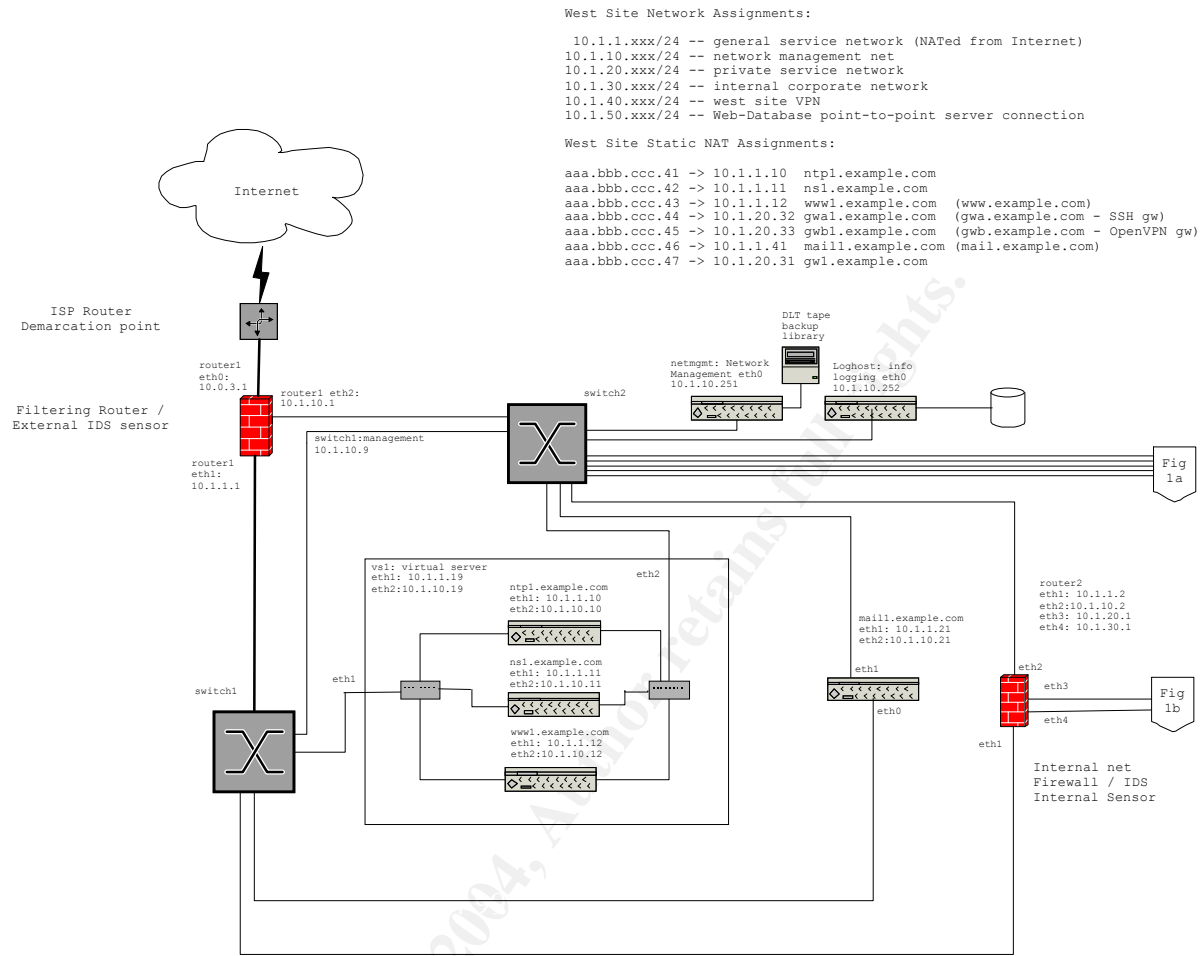 West Site Network Assignments:
10.1.1.xxx/24 -- general service network (NATed from Internet)
10.1.10.xxx/24 -- network management net
10.1.20.xxx/24 -- private service network
10.1.30.xxx/24 -- internal corporate network
10.1.40.xxx/24 -- west site VPN
10.1.50.xxx/24 -- Web-Database point-to-point server connection
West Site Static NAT Assignments:
aaa.bbb.ccc.41 -> 10.1.1.10 ntp1.example.com
aaa.bbb.ccc.42 -> 10.1.1.11 ns1.example.com
aaa.bbb.ccc.43 -> 10.1.1.12 www1.example.com (www.example.com)
aaa.bbb.ccc.44 -> 10.1.20.32 gwa1.example.com (gwa.example.com - SSH gw)
aaa.bbb.ccc.45 -> 10.1.20.33 gwb1.example.com (gwb.example.com - OpenVPN gw)
aaa.bbb.ccc.46 -> 10.1.1.41 mail1.example.com (mail.example.com)
aaa.bbb.ccc.47 -> 10.1.20.31 gw1.example.com
Internet
ISP Router
Demarcation point
router1
eth0:
10.0.3.1
router1 eth2:
10.1.10.1
Filtering Router /
External IDS sensor
switch1:management
10.1.10.9
router1
eth1:
10.1.1.1
switch2
netmgmt: Network
Management eth0
10.1.10.251
DLT tape
backup
library
Loghost: info
logging eth0
10.1.10.252
Fig
1a
vs1: virtual server
eth1: 10.1.1.19
eth2:10.1.10.19
eth2
ntp1.example.com
eth1: 10.1.1.10
eth2:10.1.10.10
ns1.example.com
eth1: 10.1.1.11
eth2:10.1.10.11
www1.example.com
eth1: 10.1.1.12
eth2:10.1.10.12
eth1
switch1
mail1.example.com
eth1: 10.1.1.21
eth2:10.1.10.21
eth1
eth0
router2
eth1: 10.1.1.2
eth2:10.1.10.2
eth3: 10.1.20.1
eth4: 10.1.30.1
eth2
eth3
eth4
eth1
Fig
1b
Internal net
Firewall / IDS
Internal Sensor
2004, Author retains full rights.